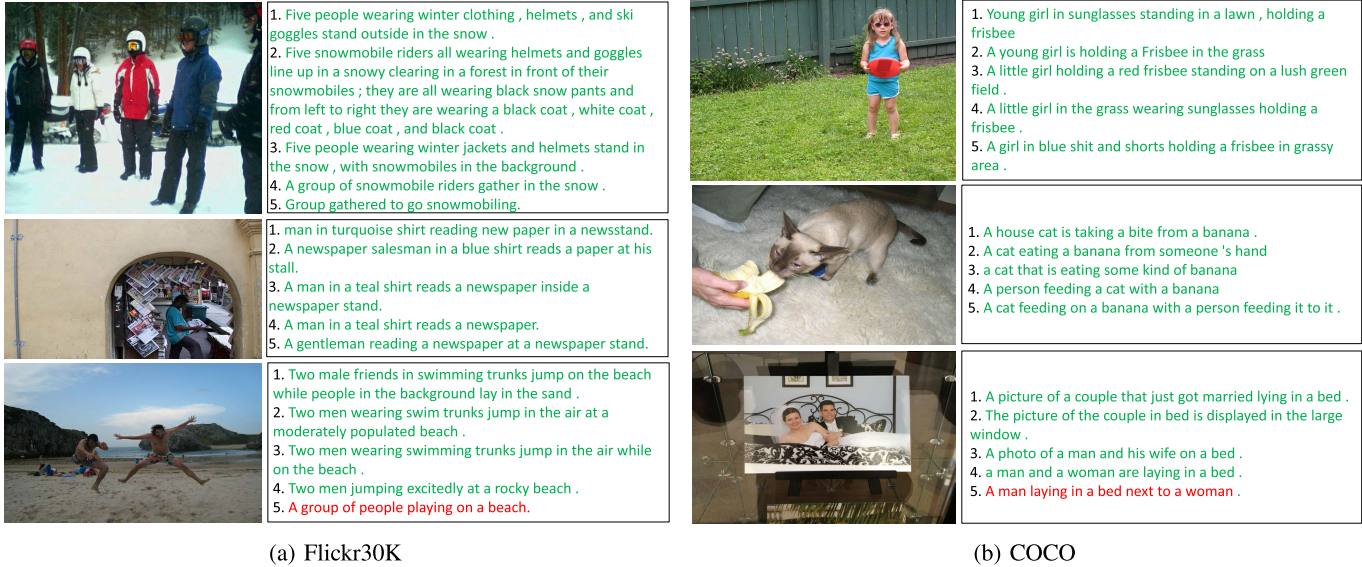 1. Five people wearing winter clothing , helmets , and ski
goggles stand outside in the snow .
2. Five snowmobile riders all wearing helmets and goggles
line up in a snowy clearing in a forest in front of their
snowmobiles ; they are all wearing black snow pants and
from left to right they are wearing a black coat , white coat ,
red coat , blue coat , and black coat .
3. Five people wearing winter jackets and helmets stand in
the snow , with snowmobiles in the background .
4. A group of snowmobile riders gather in the snow .
5. Group gathered to go snowmobiling.
1. man in turquoise shirt reading new paper in a newsstand.
2. A newspaper salesman in a blue shirt reads a paper at his
stall.
3. A man in a teal shirt reads a newspaper inside a
newspaper stand.
4. A man in a teal shirt reads a newspaper.
5. A gentleman reading a newspaper at a newspaper stand.
1. Two male friends in swimming trunks jump on the beach
while people in the background lay in the sand .
2. Two men wearing swim trunks jump in the air at a
moderately populated beach .
3. Two men wearing swimming trunks jump in the air while
on the beach .
4. Two men jumping excitedly at a rocky beach .
5. A group of people playing on a beach.
(a) Flickr30K
1. Young girl in sunglasses standing in a lawn , holding a
frisbee
2. A young girl is holding a Frisbee in the grass
3. A little girl holding a red frisbee standing on a lush green
field .
4. A little girl in the grass wearing sunglasses holding a
frisbee .
5. A girl in blue shit and shorts holding a frisbee in grassy
area .
1. A house cat is taking a bite from a banana .
2. A cat eating a banana from someone 's hand
3. a cat that is eating some kind of banana
4. A person feeding a cat with a banana
5. A cat feeding on a banana with a person feeding it to it .
1. A picture of a couple that just got married lying in a bed .
2. The picture of the couple in bed is displayed in the large
window .
3. A photo of a man and his wife on a bed .
4. a man and a woman are laying in a bed .
5. A man laying in a bed next to a woman .
(b) COCO